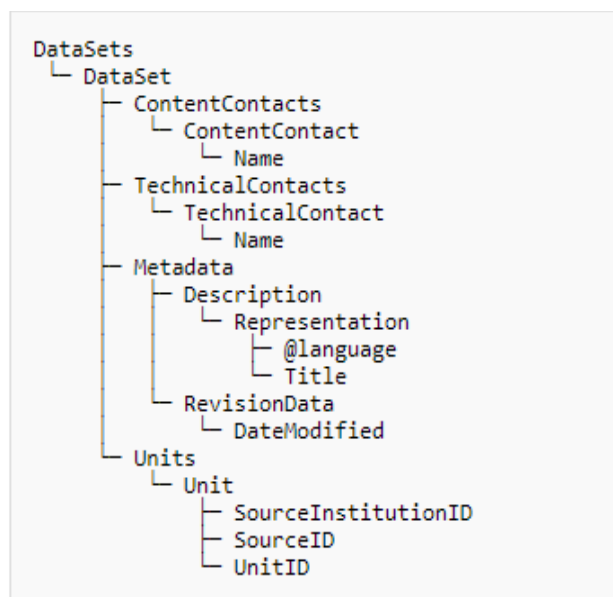 DataSets
└─ DataSet
├─ ContentContacts
│ └─ ContentContact
│ └─ Name
├─ TechnicalContacts
│ └─ TechnicalContact
│ └─ Name
├─ Metadata
│ ├─ Description
│ │ └─ Representation
│ │ ├─ @language
│ │ └─ Title
│ └─ RevisionData
│ └─ DateModified
└─ Units
└─ Unit
├─ SourceInstitutionID
├─ SourceID
└─ UnitID